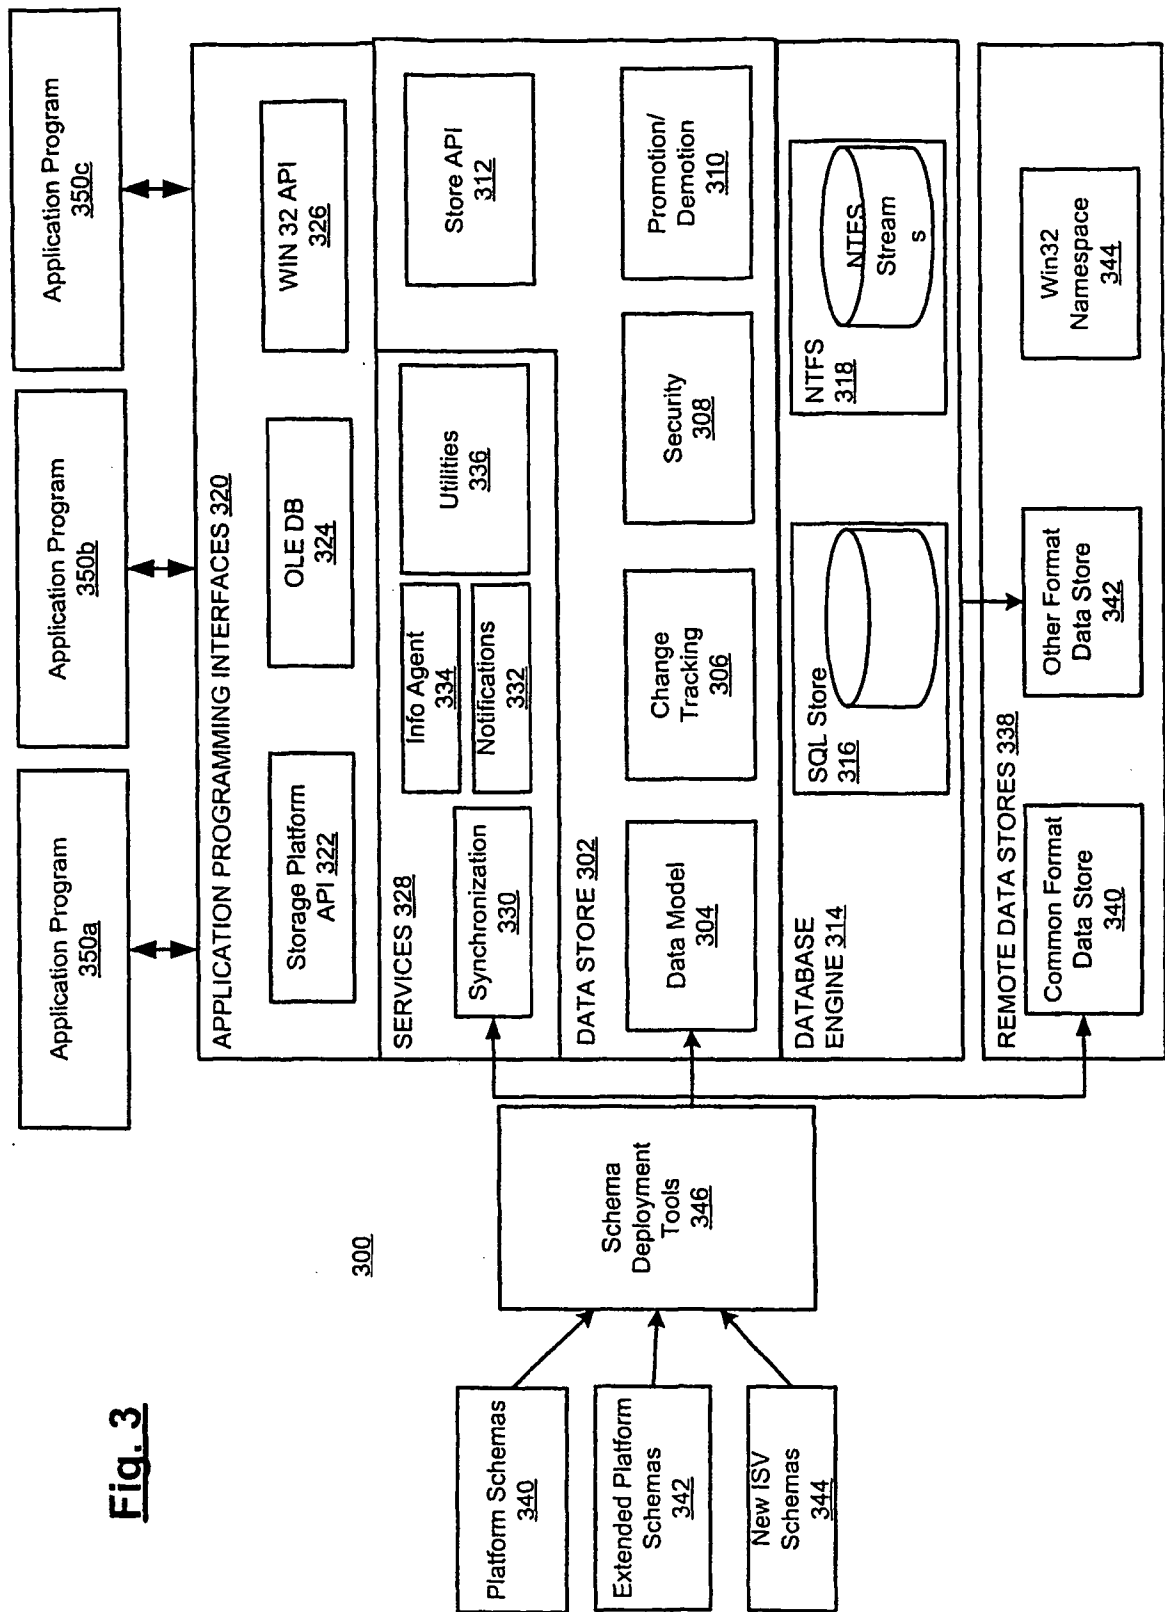 Fig. 3
300
Application Program
350a
Application Program
350b
Application Program
350c
APPLICATION PROGRAMMING INTERFACES 320
Storage Platform
API 322
OLE DB
324
WIN 32 API
326
SERVICES 328
Synchronization
330
Info Agent
334
Notifications
332
Utilities
336
Store API
312
DATA STORE 302
Data Model
304
Change
Tracking
306
Security
308
Promotion/
Demotion
310
DATABASE
ENGINE 314
SQL Store
316
NTFS
318
NTFS
Stream
s
REMOTE DATA STORES 338
Common Format
Data Store
340
Other Format
Data Store
342
Win32
Namespace
344
Schema
Deployment
Tools
346
Platform Schemas
340
Extended Platform
Schemas
342
New ISV
Schemas
344